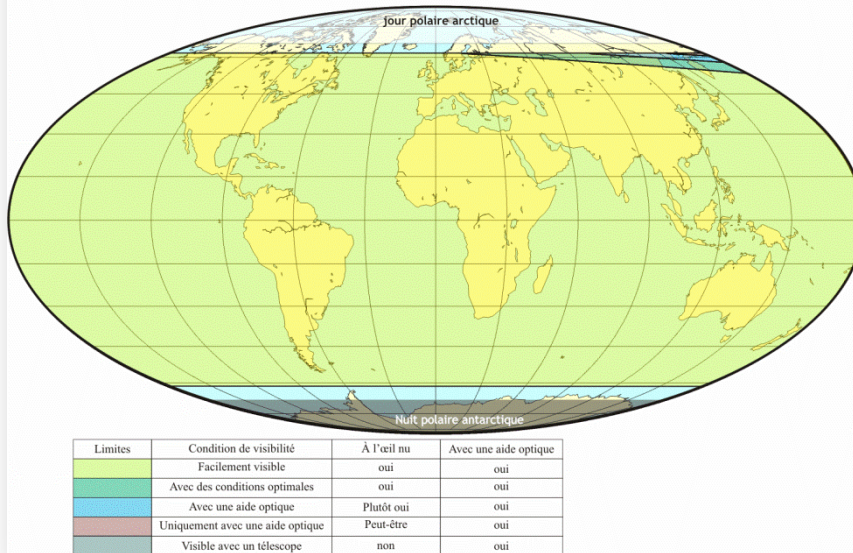 jour polaire arctique
Nuit polaire antarctique
Limites Condition de visibilité À l’œil nu Avec une aide optique
Facilement visible oui oui
Avec des conditions optimales oui oui
Avec une aide optique Plutôt oui oui
Uniquement avec une aide optique Peut-être oui
Visible avec un télescope non oui